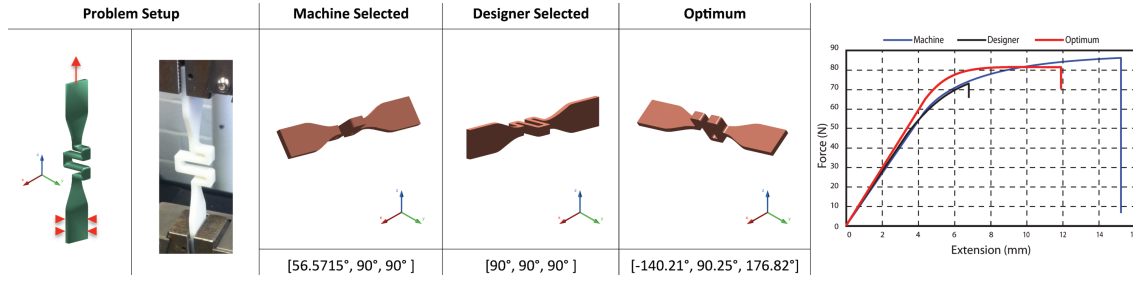 Problem Setup
Machine Selected
Designer Selected
Optimum
[56.5715°, 90°, 90° ]
[90°, 90°, 90°]
[-140.21°, 90.25°, 176.82°]
Machine
Designer
Optimum
Force (N)
90
80
70
60
50
40
30
20
10
0
0 2 4 6 8 10 12 14 16
Extension (mm)